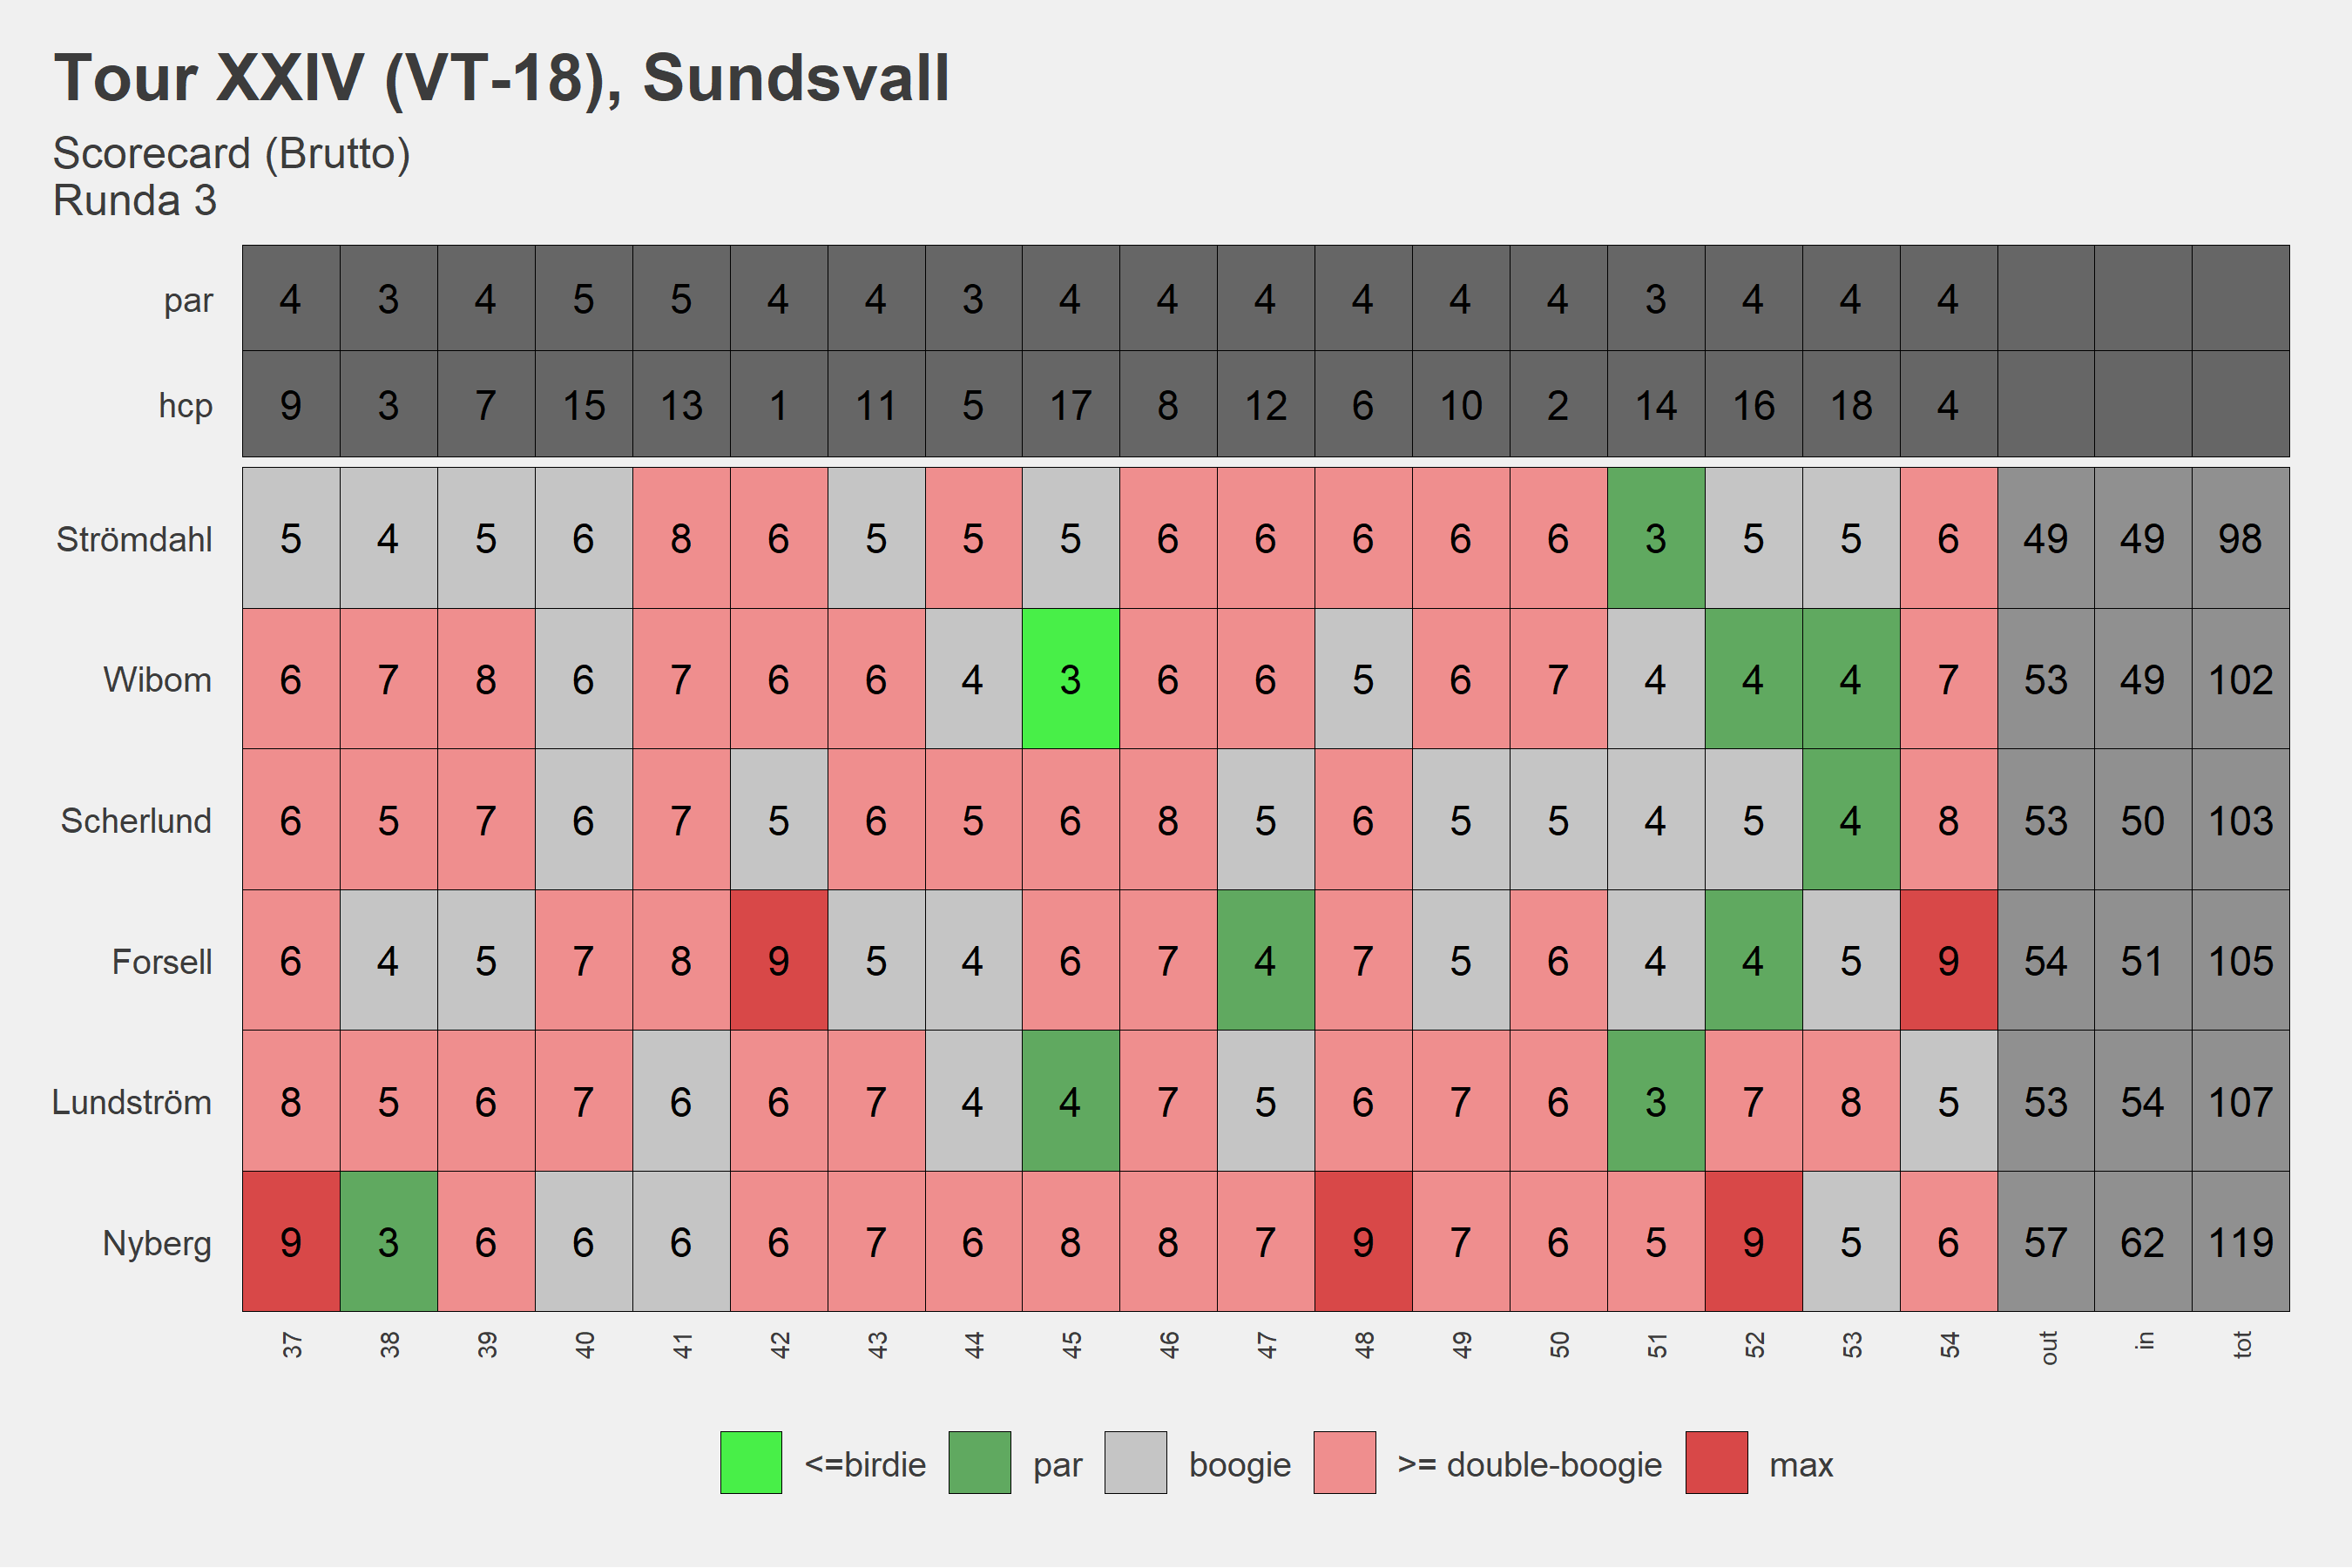 Tour XXIV (VT-18), Sundsvall
Scorecard (Brutto)
Runda 3
par 4 3 4 5 5 4 4 3 4 4 4 4 4 4 3 4 4 4
hcp 9 3 7 15 13 1 11 5 17 8 12 6 10 2 14 16 18 4
Strömdahl 5 4 5 6 8 6 5 5 5 6 6 6 6 6 3 5 5 6 49 49 98
Wibom 6 7 8 6 7 6 6 4 3 6 6 5 6 7 4 4 4 7 53 49 102
Scherlund 6 5 7 6 7 5 6 5 6 8 5 6 5 5 4 5 4 8 53 50 103
Forsell 6 4 5 7 8 9 5 4 6 7 4 7 5 6 4 4 5 9 54 51 105
Lundström 8 5 6 7 6 6 7 4 4 7 5 6 7 6 3 7 8 5 53 54 107
Nyberg 9 3 6 6 6 6 7 6 8 8 7 9 7 6 5 9 5 6 57 62 119
37 38 39 40 41 42 43 44 45 46 47 48 49 50 51 52 53 54 out in tot
<=birdie par boogie >= double-boogie max